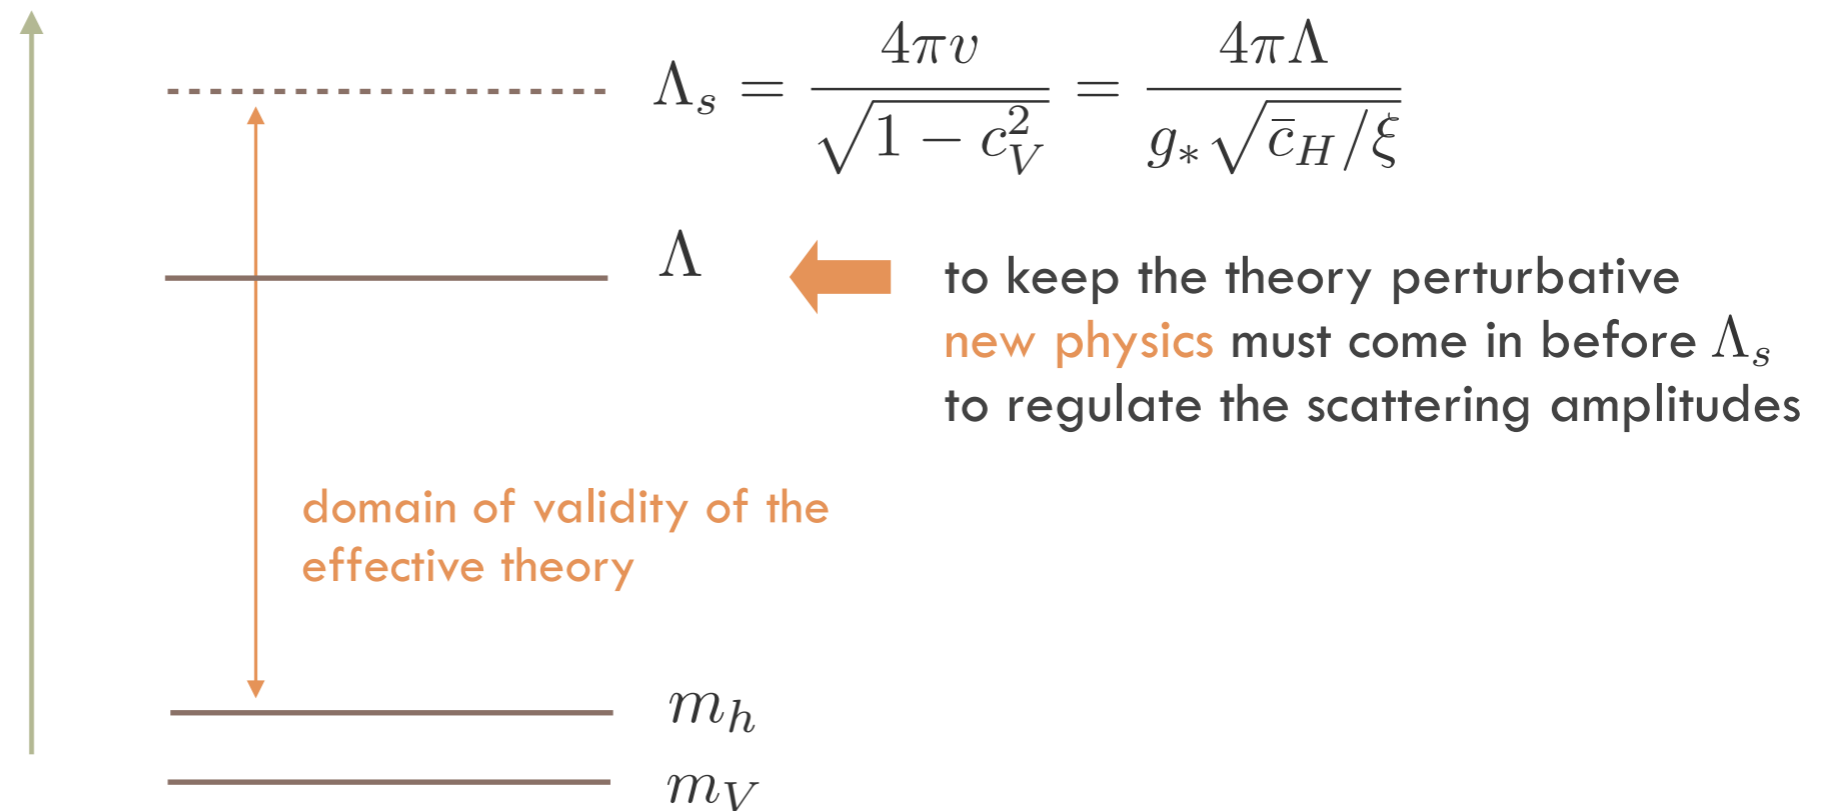 Λ_s = 4πv / √(1 − c_V^2) = 4πΛ / (g_* √(c̄_H/ξ))
Λ
to keep the theory perturbative
new physics must come in before Λ_s
to regulate the scattering amplitudes
domain of validity of the
effective theory
m_h
m_V